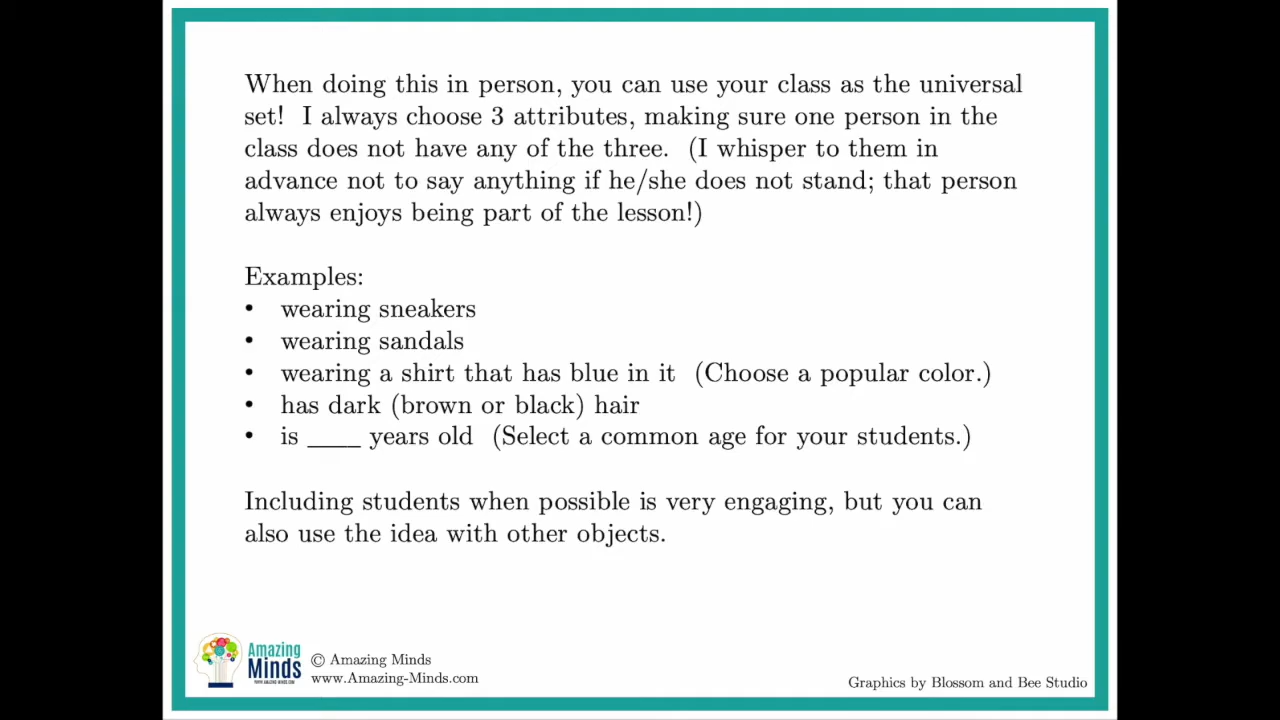 When doing this in person, you can use your class as the universal
set! I always choose 3 attributes, making sure one person in the
class does not have any of the three. (I whisper to them in
advance not to say anything if he/she does not stand; that person
always enjoys being part of the lesson!)
Examples:
• wearing sneakers
• wearing sandals
• wearing a shirt that has blue in it (Choose a popular color.)
• has dark (brown or black) hair
• is ____ years old (Select a common age for your students.)
Including students when possible is very engaging, but you can
also use the idea with other objects.
Amazing
Minds
WWW.AMAZING-MINDS.COM
© Amazing Minds
www.Amazing-Minds.com
Graphics by Blossom and Bee Studio